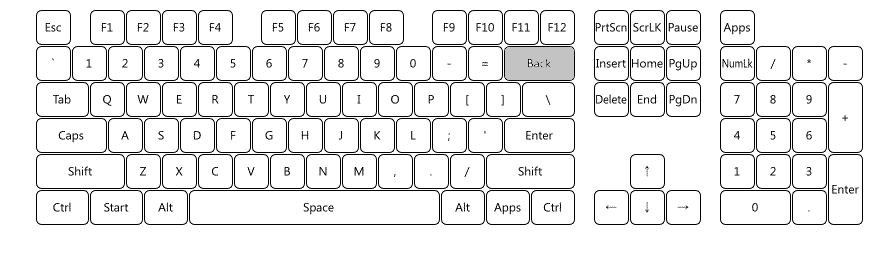 Esc F1 F2 F3 F4 F5 F6 F7 F8 F9 F10 F11 F12 PrtScn ScrLK Pause Apps
` 1 2 3 4 5 6 7 8 9 0 - = Back Insert Home PgUp NumLk / * -
Tab Q W E R T Y U I O P [ ] \ Delete End PgDn 7 8 9 +
Caps A S D F G H J K L ; ' Enter 4 5 6
Shift Z X C V B N M , . / Shift ↑ 1 2 3 Enter
Ctrl Start Alt Space Alt Apps Ctrl ← ↓ → 0 .